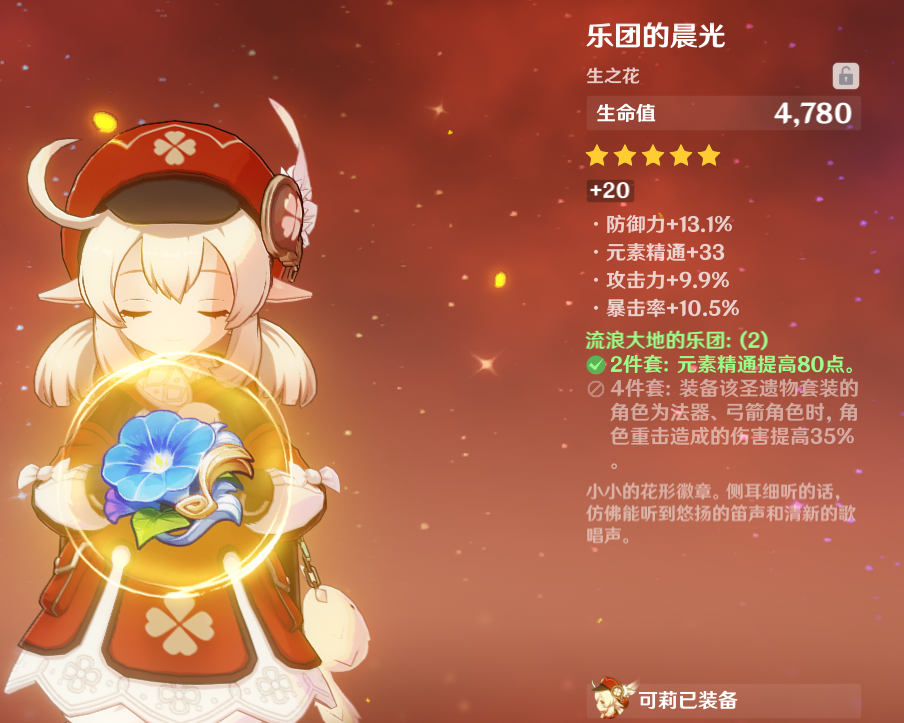 乐团的晨光
生之花
生命值 4,780
+20
·防御力+13.1%
·元素精通+33
·攻击力+9.9%
·暴击率+10.5%
流浪大地的乐团: (2)
2件套: 元素精通提高80点。
4件套: 装备该圣遗物套装的
角色为法器、弓箭角色时, 角
色重击造成的伤害提高35%
。
小小的花形徽章。侧耳细听的话,
仿佛能听到悠扬的笛声和清新的歌
唱声。
可莉已装备